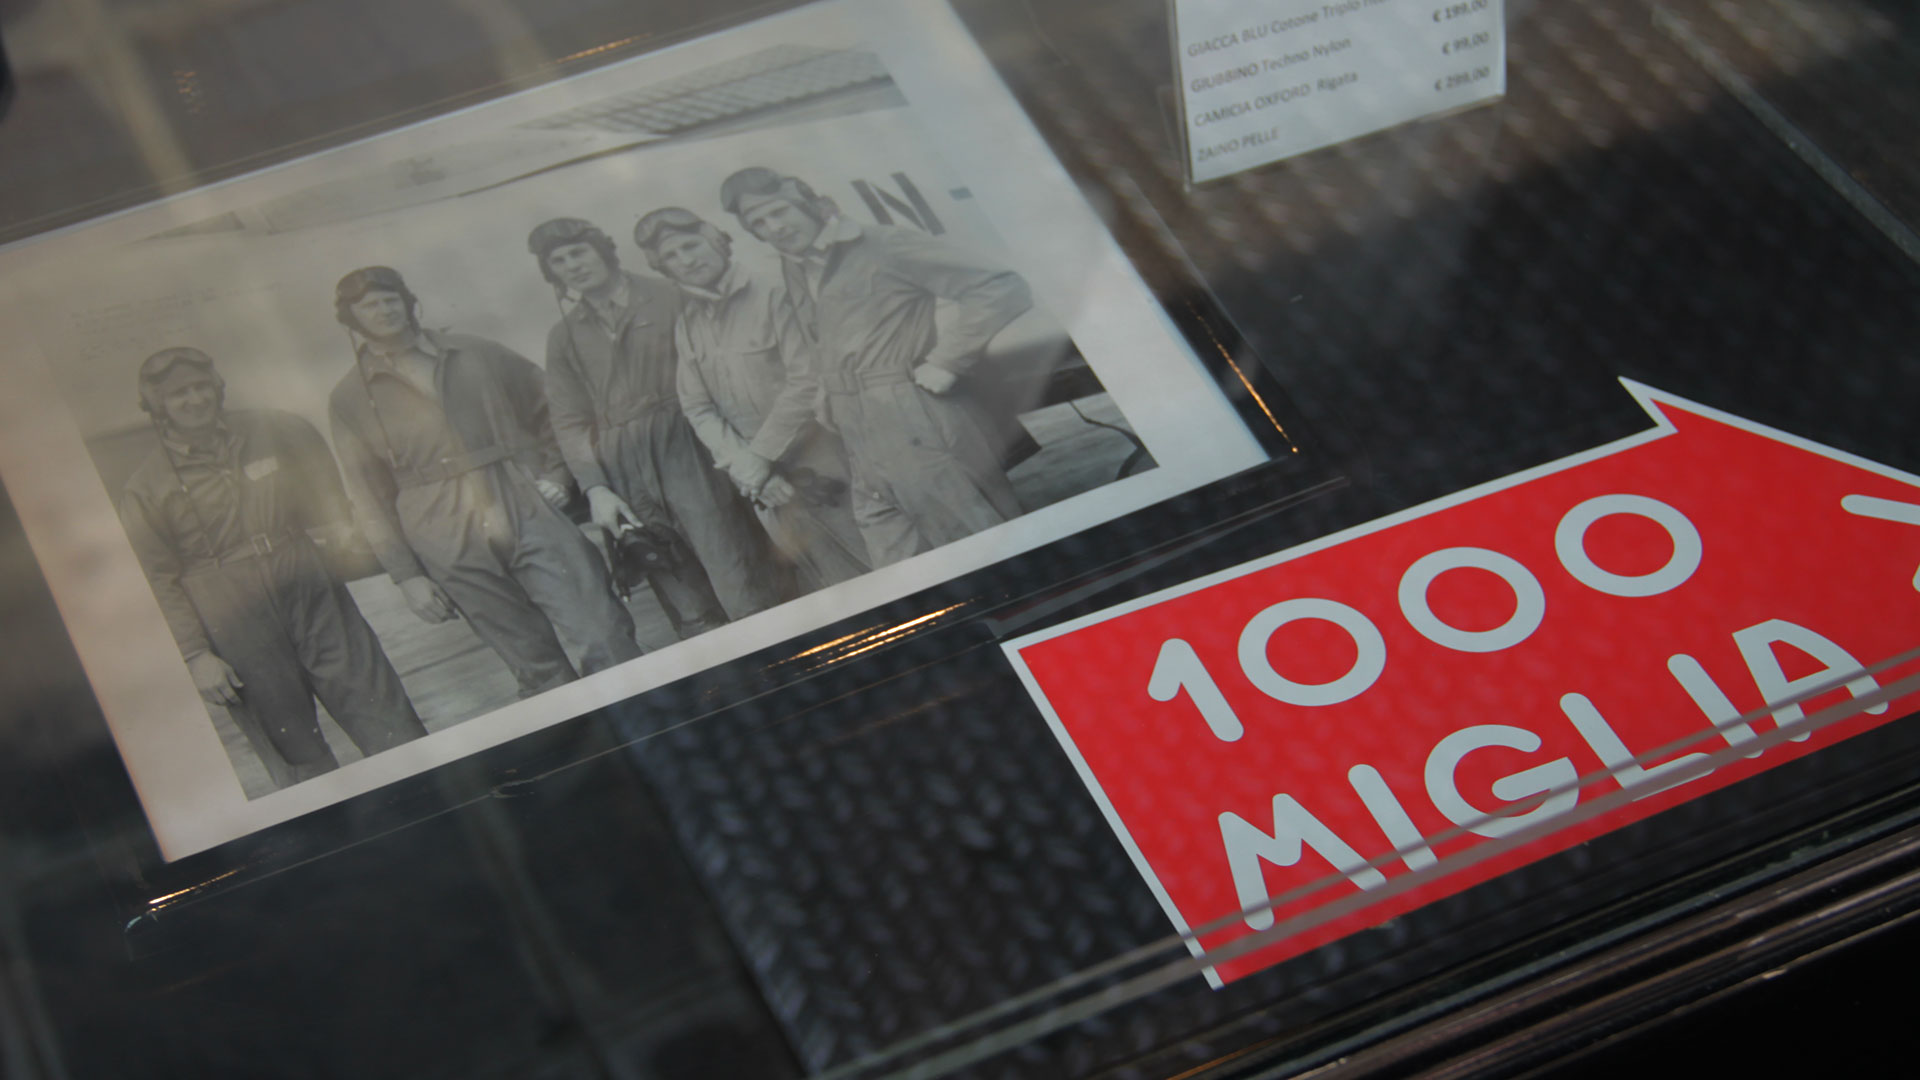 GIACCA BLU Cotone Triplo
€ 199,00
GIUBBINO Techno Nylon
€ 99,00
CAMICIA OXFORD Rigata
€ 299,00
ZAINO PELLE
N-
1000
MIGLIA